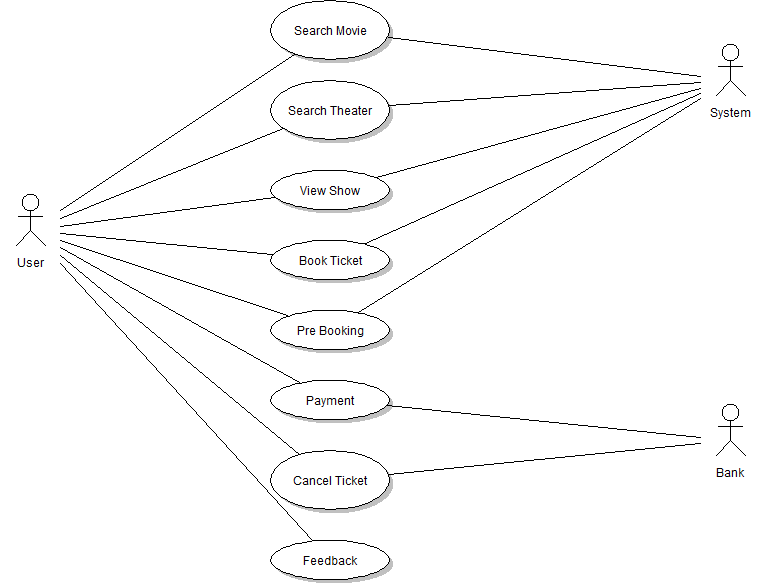 Search Movie
Search Theater
System
View Show
User
Book Ticket
Pre Booking
Payment
Bank
Cancel Ticket
Feedback